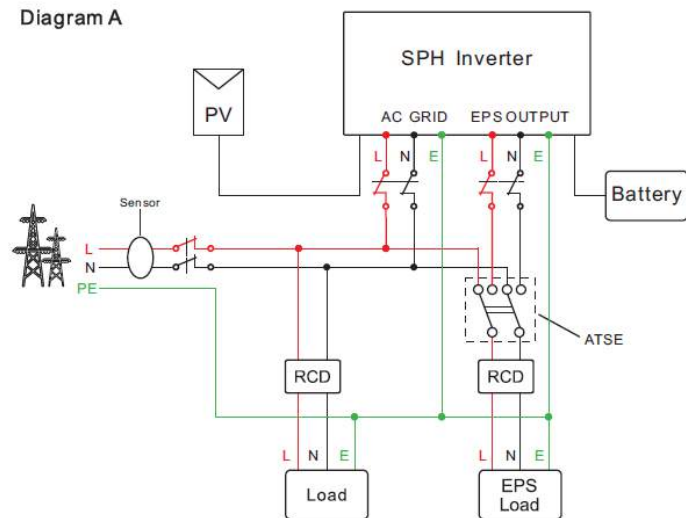 Diagram A
SPH Inverter
PV
AC GRID EPS OUTPUT
L N E L N E
Battery
Sensor
L
N
PE
ATSE
RCD RCD
L N E L N E
Load
EPS
Load